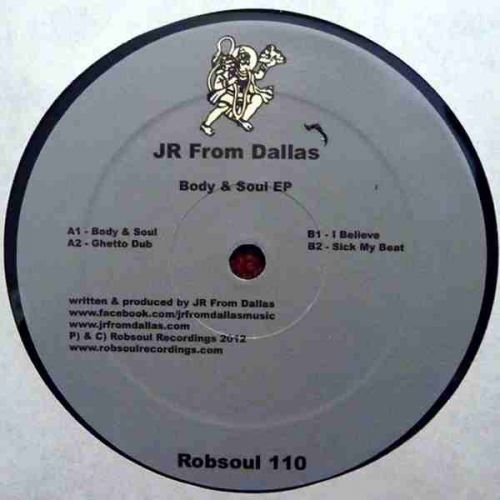 JR From Dallas
Body & Soul EP
A1 - Body & Soul
A2 - Ghetto Dub
B1 - I Believe
B2 - Sick My Beat
written & produced by JR From Dallas
www.facebook.com/jrfromdallasmusic
www.jrfromdallas.com
P) & C) Robsoul Recordings 2012
www.robsoulrecordings.com
Robsoul 110